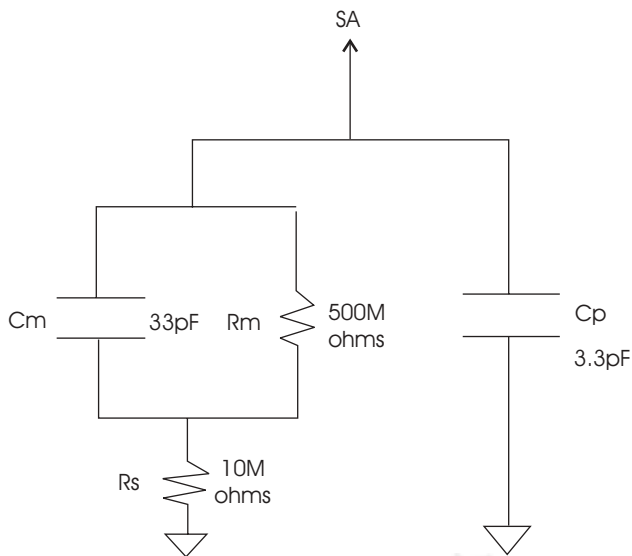 SA
Cm
33pF
Rm
500M
ohms
Cp
3.3pF
Rs
10M
ohms